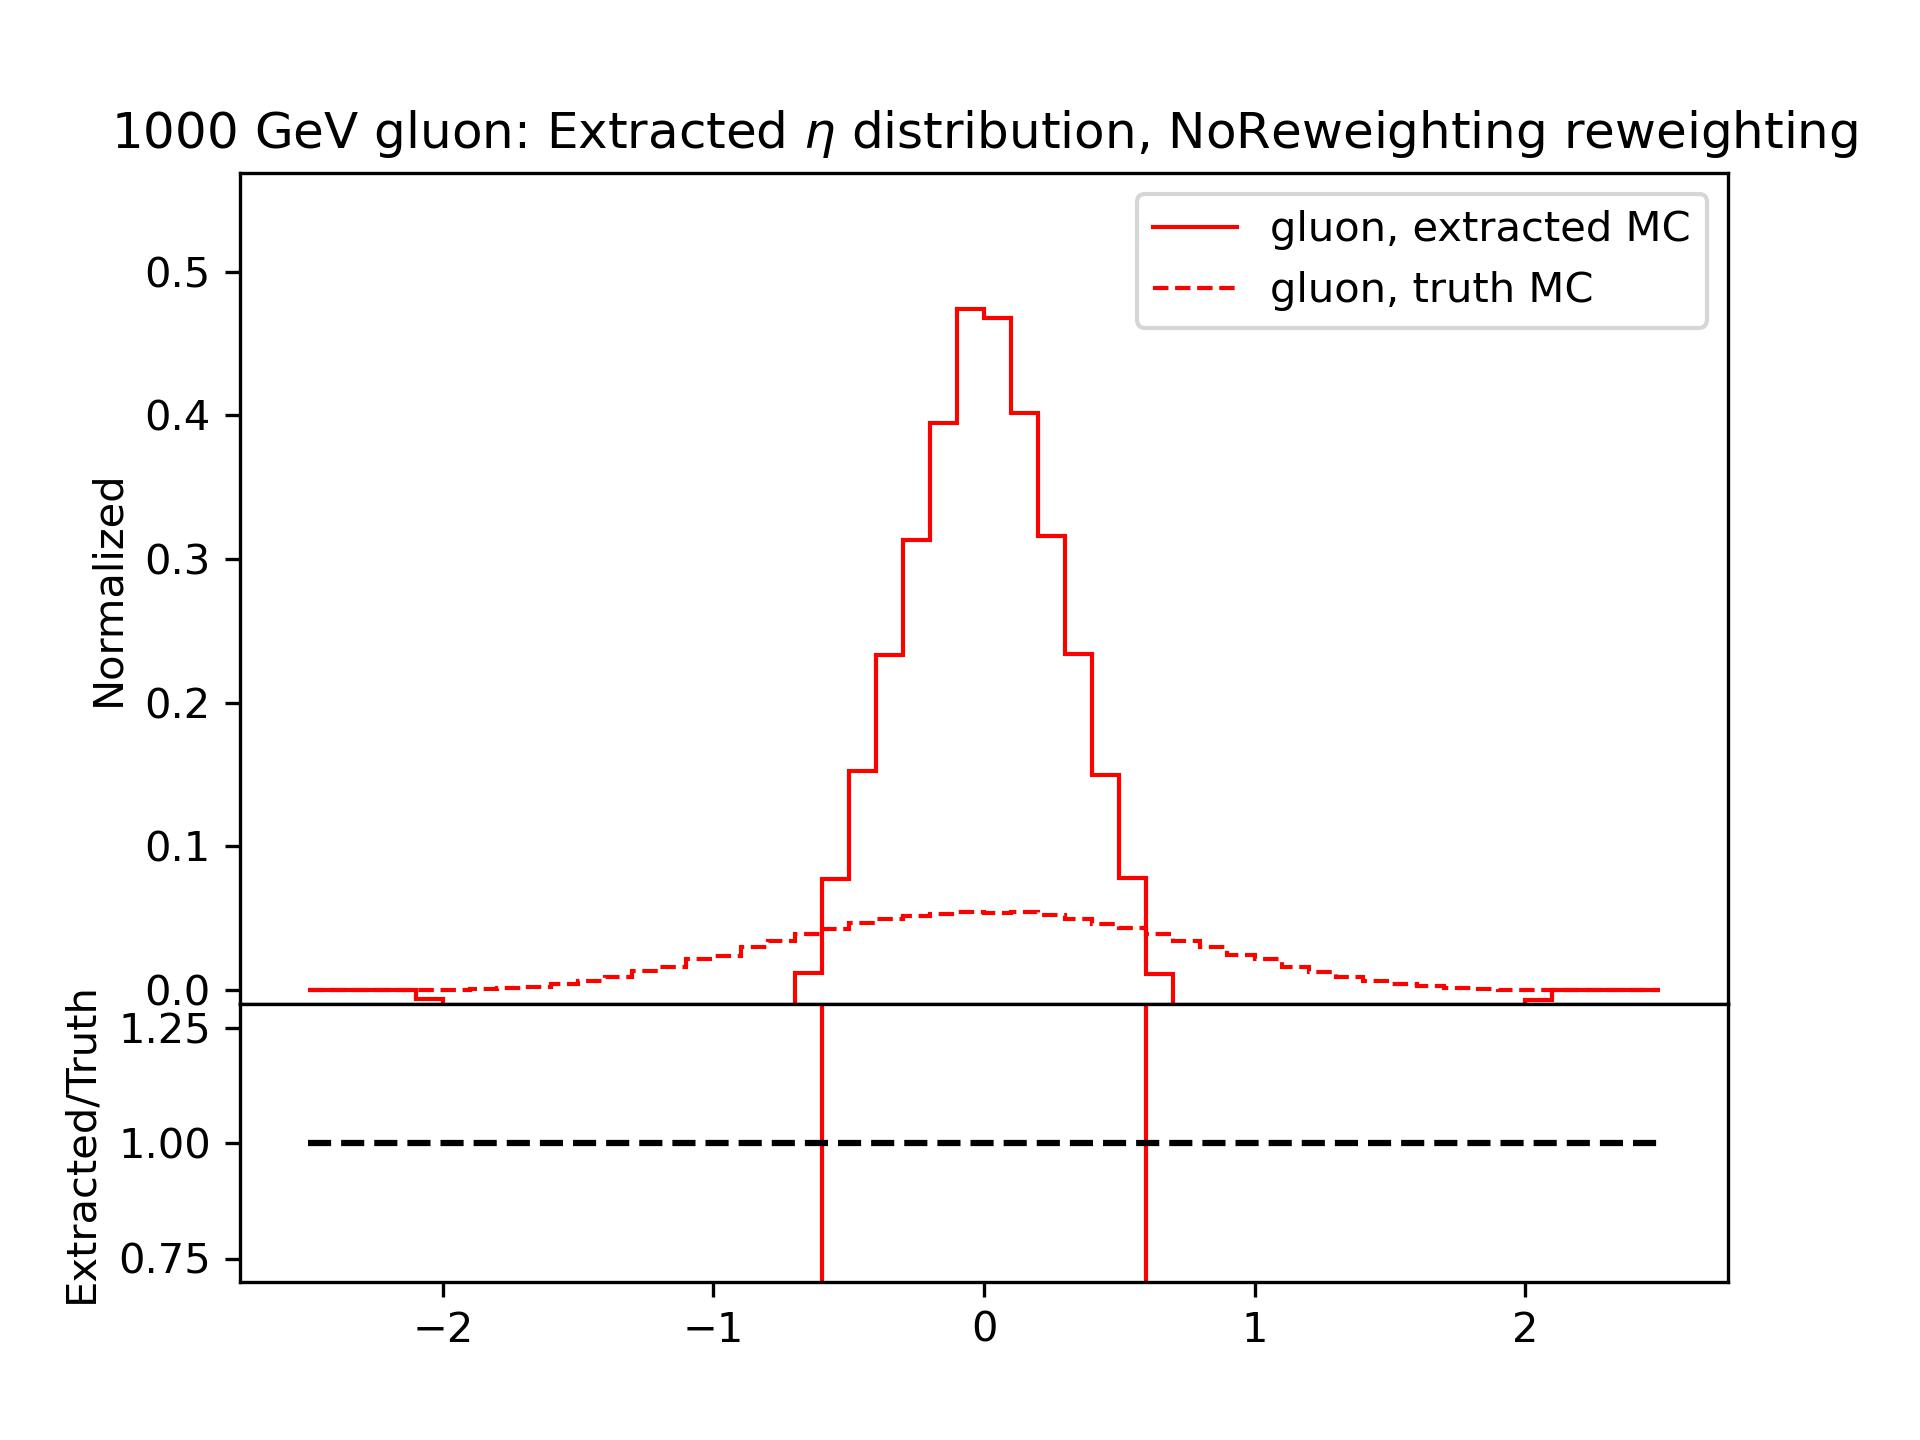 1000 GeV gluon: Extracted η distribution, NoReweighting reweighting
gluon, extracted MC
gluon, truth MC
Normalized
0.5
0.4
0.3
0.2
0.1
0.0
Extracted/Truth
1.25
1.00
0.75
−2
−1
0
1
2